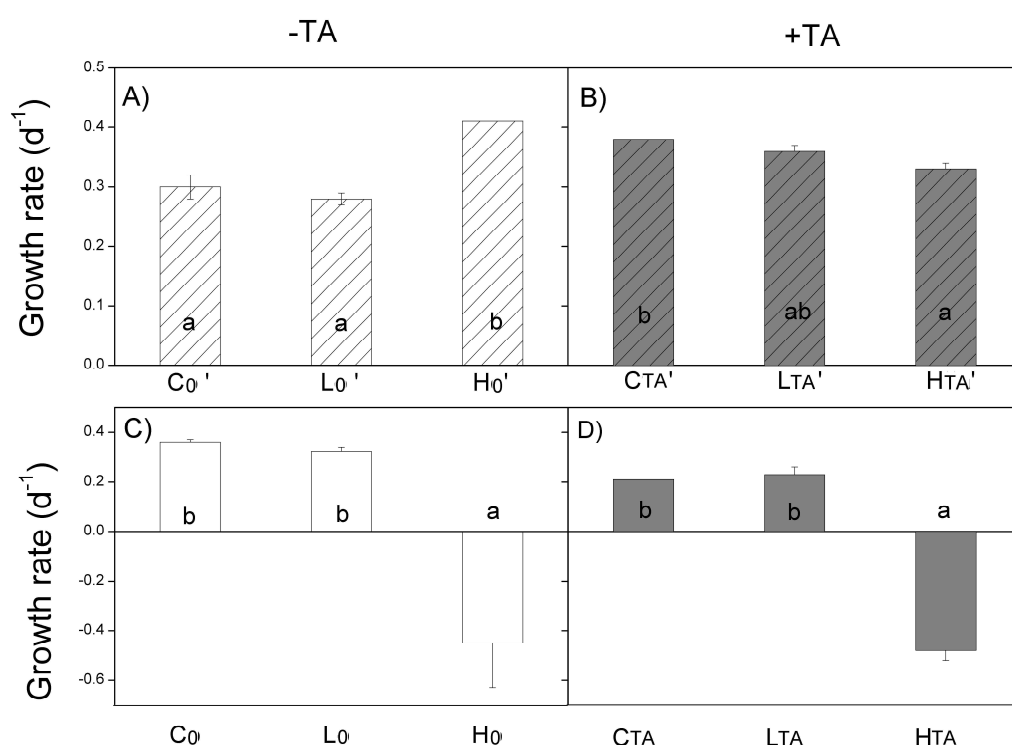 -TA +TA
A) B)
Growth rate (d⁻¹)
0.5
0.4
0.3
0.2
0.1
0.0
a a b b ab a
C0' L0' H0' CTA' LTA' HTA'
C) D)
Growth rate (d⁻¹)
0.4
0.2
0.0
-0.2
-0.4
-0.6
b b a b b a
C0 L0 H0 CTA LTA HTA